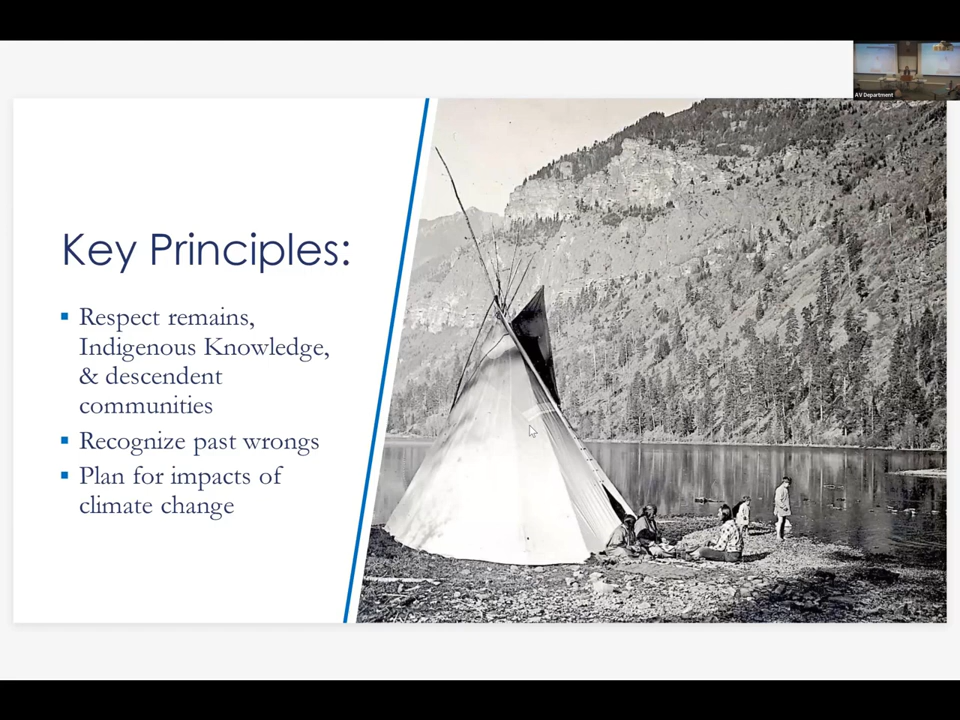 AV Department
Key Principles:
Respect remains,
Indigenous Knowledge,
& descendent
communities
Recognize past wrongs
Plan for impacts of
climate change